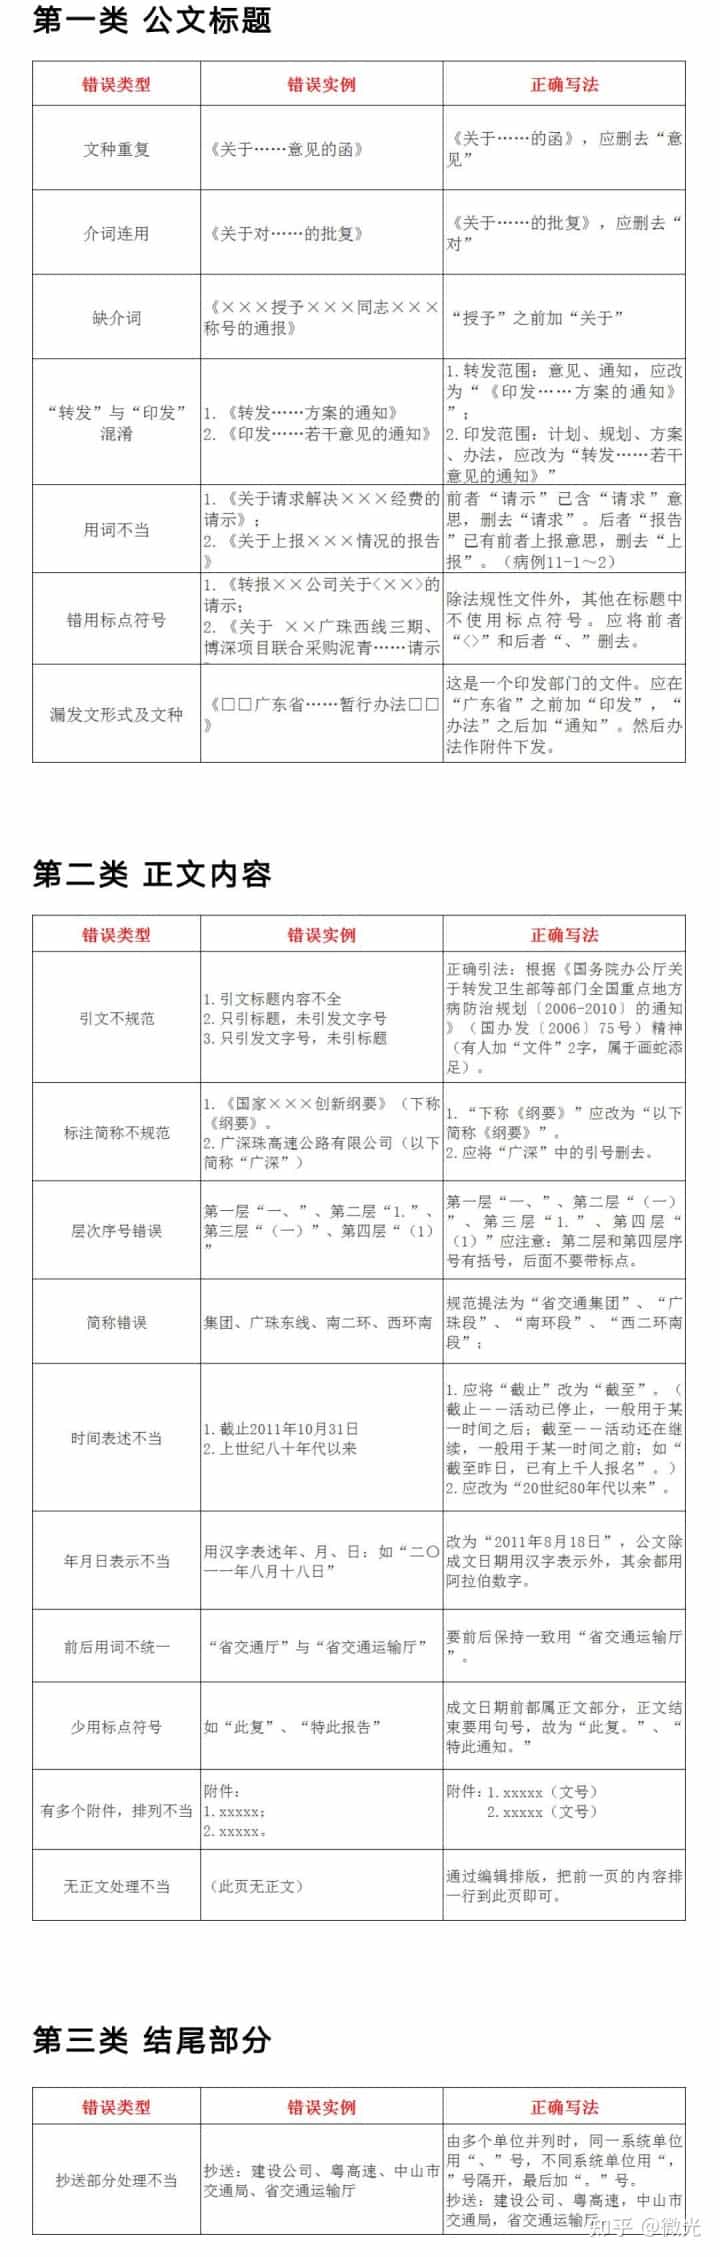 第一类 公文标题
错误类型
错误实例
正确写法
文种重复
《关于……意见的函》
《关于……的函》，应删去“意
见”
介词连用
《关于对……的批复》
《关于……的批复》，应删去“
对”
缺介词
《×××授予×××同志×××
称号的通报》
“授予”之前加“关于”
“转发”与“印发”
混淆
1.《转发……方案的通知》
2.《印发……若干意见的通知》
1.转发范围：意见、通知，应改
为“《印发……方案的通知》
”；
2.印发范围：计划、规划、方案
、办法，应改为“转发……若干
意见的通知》”
用词不当
1.《关于请求解决×××经费的
请示》；
2.《关于上报×××情况的报告
》
前者“请示”已含“请求”意
思，删去“请求”。后者“报告
”已有前者上报意思，删去“上
报”。（病例11-1～2）
错用标点符号
1.《转报××公司关于<××>的
请示；
2.《关于 ××广珠西线三期、
博深项目联合采购泥青……请示
除法规性文件外，其他在标题中
不使用标点符号。应将前者
“<>”和后者“、”删去。
漏发文形式及文种
《□□广东省……暂行办法□□
》
这是一个印发部门的文件。应在
“广东省”之前加“印发”，“
办法”之后加“通知”。然后办
法作附件下发。
第二类 正文内容
错误类型
错误实例
正确写法
引文不规范
1.引文标题内容不全
2.只引标题，未引发文字号
3.只引发文字号，未引标题
正确引法：根据《国务院办公厅关
于转发卫生部等部门全国重点地方
病防治规划〔2006-2010〕的通知
》（国办发〔2006〕75号）精神
（有人加“文件”2字，属于画蛇添
足）。
标注简称不规范
1.《国家×××创新纲要》（下称
《纲要》。
2.广深珠高速公路有限公司（以下
简称“广深”）
1.“下称《纲要》”应改为“以下
简称《纲要》”。
2.应将“广深”中的引号删去。
层次序号错误
第一层“一、”、第二层“1.”、
第三层“（一）”、第四层“（1）
”
第一层“一、”、第二层“（一）
”、第三层“1.”、第四层“
（1）”应注意：第二层和第四层序
号有括号，后面不要带标点。
简称错误
集团、广珠东线、南二环、西环南
规范提法为“省交通集团”、“广
珠段”、“南环段”、“西二环南
段”；
时间表述不当
1.截止2011年10月31日
2.上世纪八十年代以来
1.应将“截止”改为“截至”。（
截止－－活动已停止，一般用于某
一时间之后；截至－－活动还在继
续，一般用于某一时间之前；如“
截至昨日，已有上千人报名”。）
2.应改为“20世纪80年代以来”。
年月日表示不当
用汉字表述年、月、日；如“二〇
一一年八月十八日”
改为“2011年8月18日”，公文除
成文日期用汉字表示外，其余都用
阿拉伯数字。
前后用词不统一
“省交通厅”与“省交通运输厅”
要前后保持一致用“省交通运输厅
”。
少用标点符号
如“此复”、“特此报告”
成文日期前都属正文部分，正文结
束要用句号，故为“此复。”、“
特此通知。”
有多个附件，排列不当
附件：
1.xxxxx；
2.xxxxx。
附件：1.xxxxx（文号）
2.xxxxx（文号）
无正文处理不当
（此页无正文）
通过编辑排版，把前一页的内容排
一行到此页即可。
第三类 结尾部分
错误类型
错误实例
正确写法
抄送部分处理不当
抄送：建设公司、粤高速、中山市
交通局、省交通运输厅
由多个单位并列时，同一系统单位
用“、”号，不同系统单位用“，
”号隔开，最后加“。”号。
抄送：建设公司、粤高速，中山市
交通局，省交通运输厅
知乎 @微光